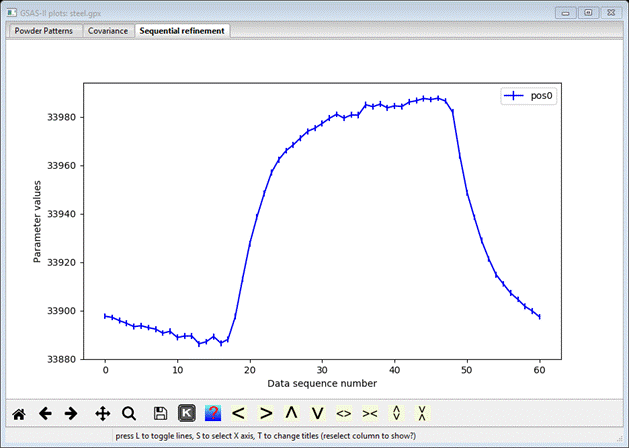 GSAS-II plots: steel.gpx
Powder Patterns Covariance Sequential refinement
pos0
33980
33960
33940
33920
33900
33880
Parameter values
0 10 20 30 40 50 60
Data sequence number
K ? < > Λ V <> ><
press L to toggle lines, S to select X axis, T to change titles (reselect column to show?)